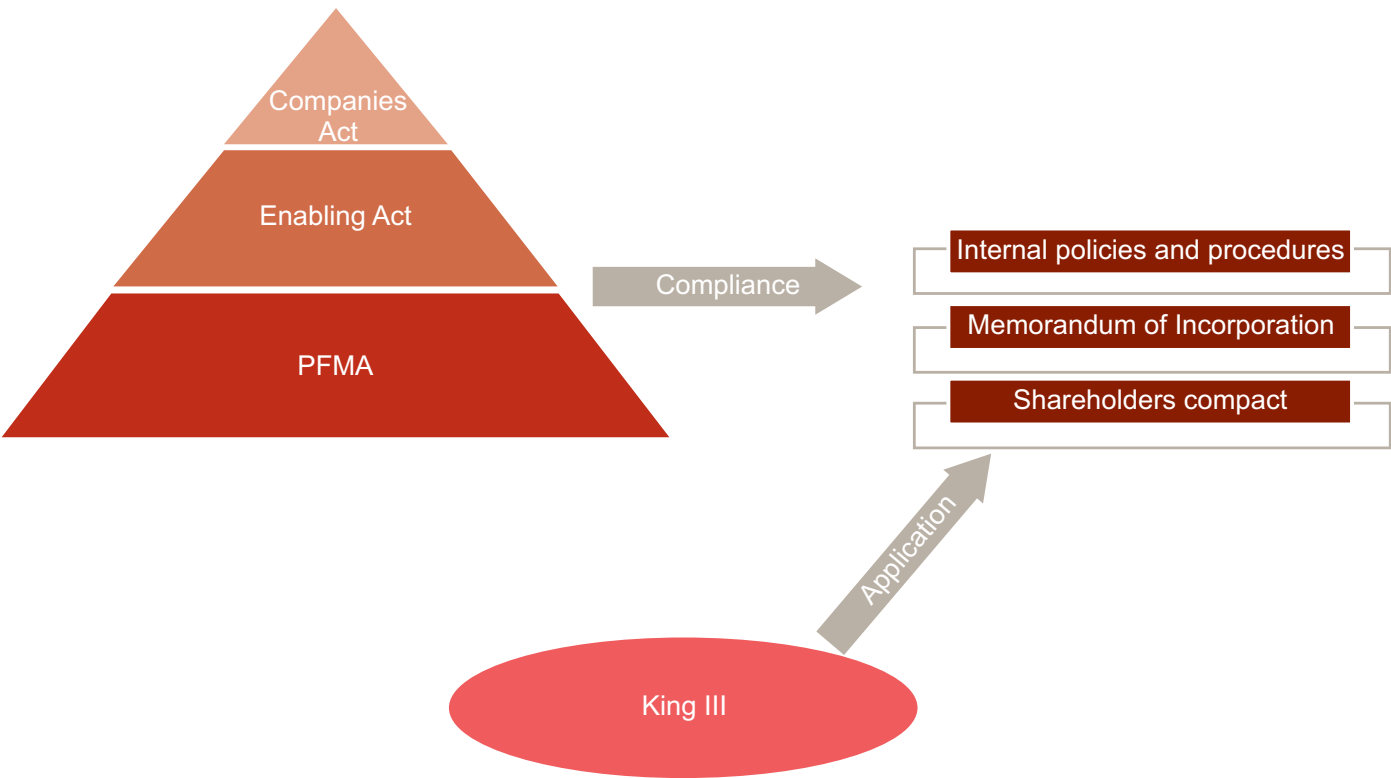 Companies
Act
Enabling Act
PFMA
Compliance
Internal policies and procedures
Memorandum of Incorporation
Shareholders compact
Application
King III